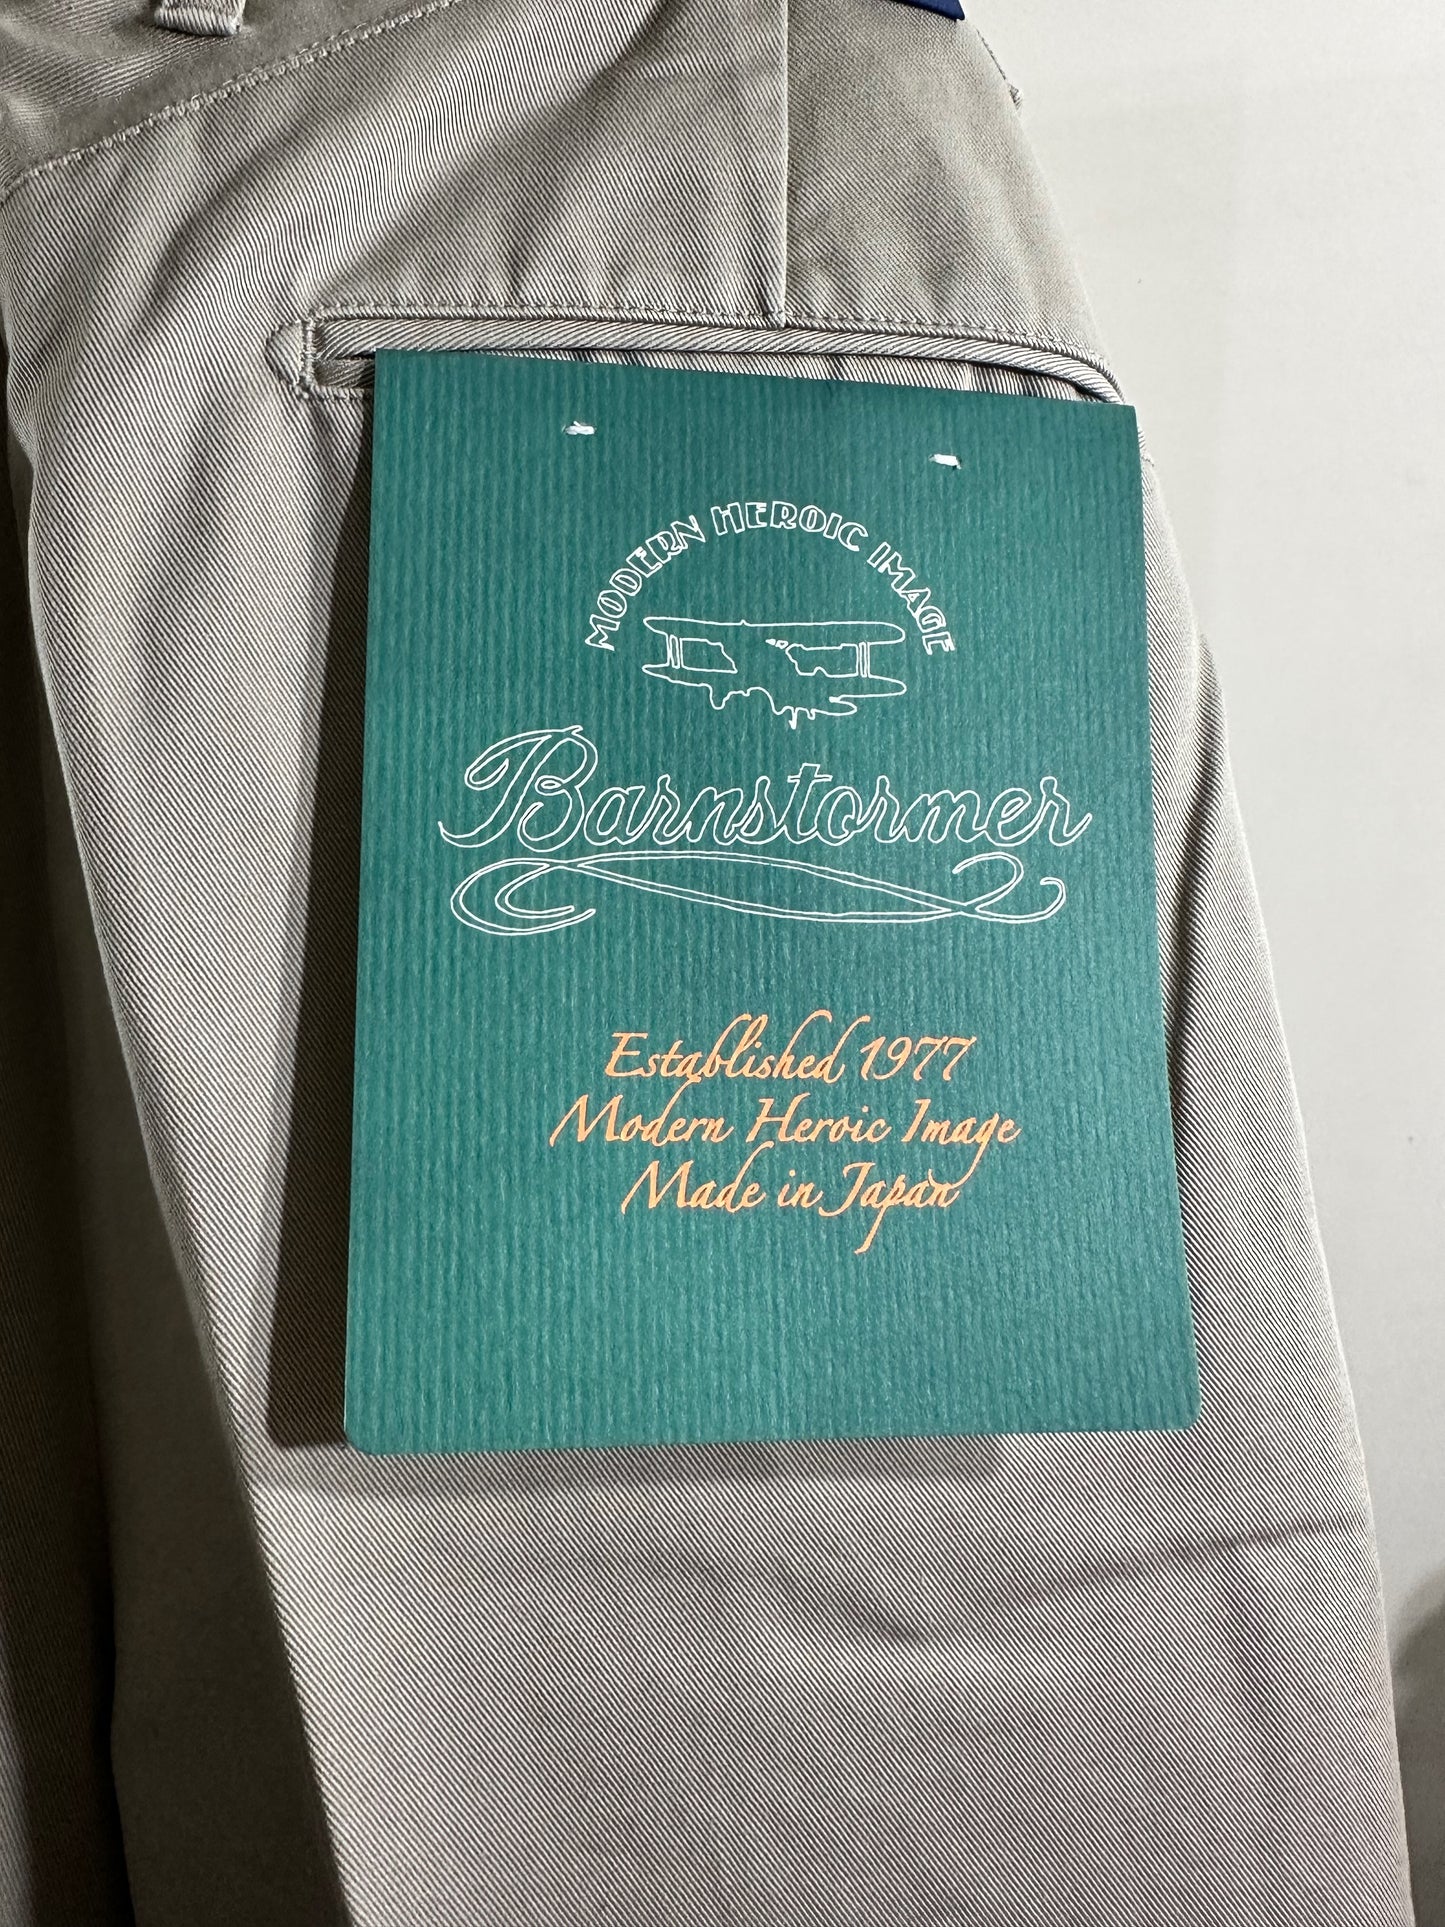 MODERN HEROIC IMAGE
Barnstormer
Established 1977
Modern Heroic Image
Made in Japan